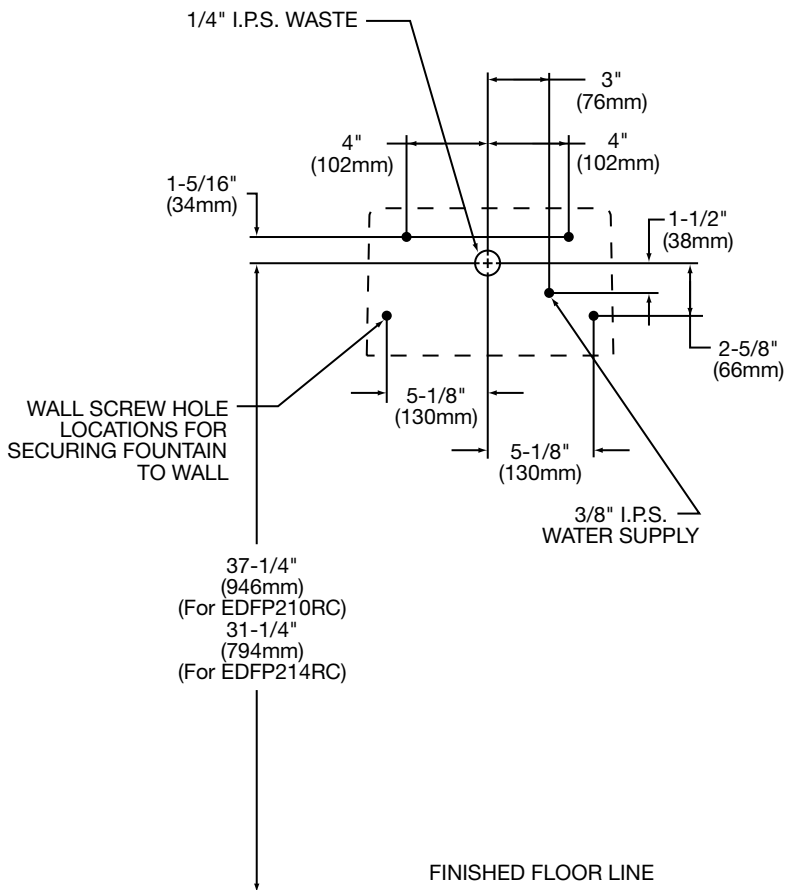 1/4" I.P.S. WASTE
3"
(76mm)
4"
(102mm)
4"
(102mm)
1-5/16"
(34mm)
1-1/2"
(38mm)
2-5/8"
(66mm)
WALL SCREW HOLE
LOCATIONS FOR
SECURING FOUNTAIN
TO WALL
5-1/8"
(130mm)
5-1/8"
(130mm)
3/8" I.P.S.
WATER SUPPLY
37-1/4"
(946mm)
(For EDFP210RC)
31-1/4"
(794mm)
(For EDFP214RC)
FINISHED FLOOR LINE